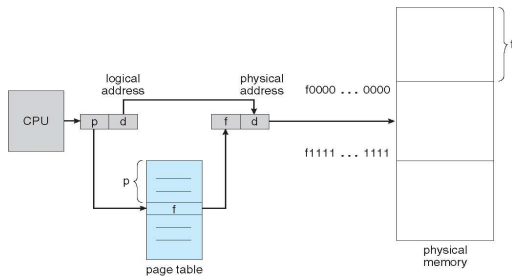 logical
address
physical
address
CPU
p d
f d
f0000 ... 0000
f1111 ... 1111
f
p
f
page table
physical
memory